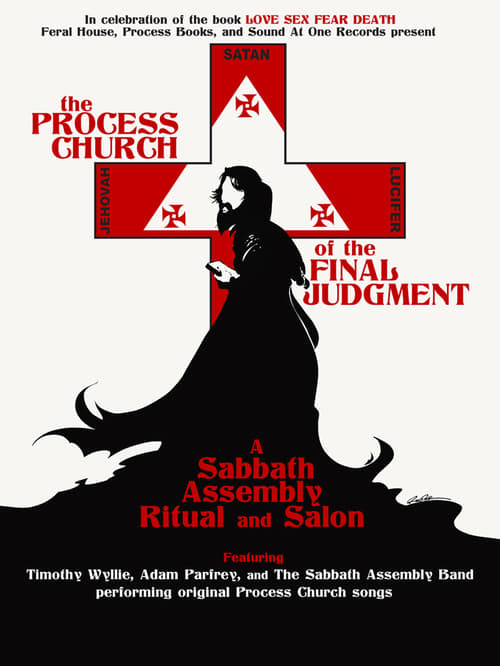 In celebration of the book LOVE SEX FEAR DEATH
Feral House, Process Books, and Sound At One Records present
SATAN
the
PROCESS
CHURCH
JEHOVAH
LUCIFER
of the
FINAL
JUDGMENT
A
Sabbath
Assembly
Ritual and Salon
Featuring
Timothy Wyllie, Adam Parfrey, and The Sabbath Assembly Band
performing original Process Church songs